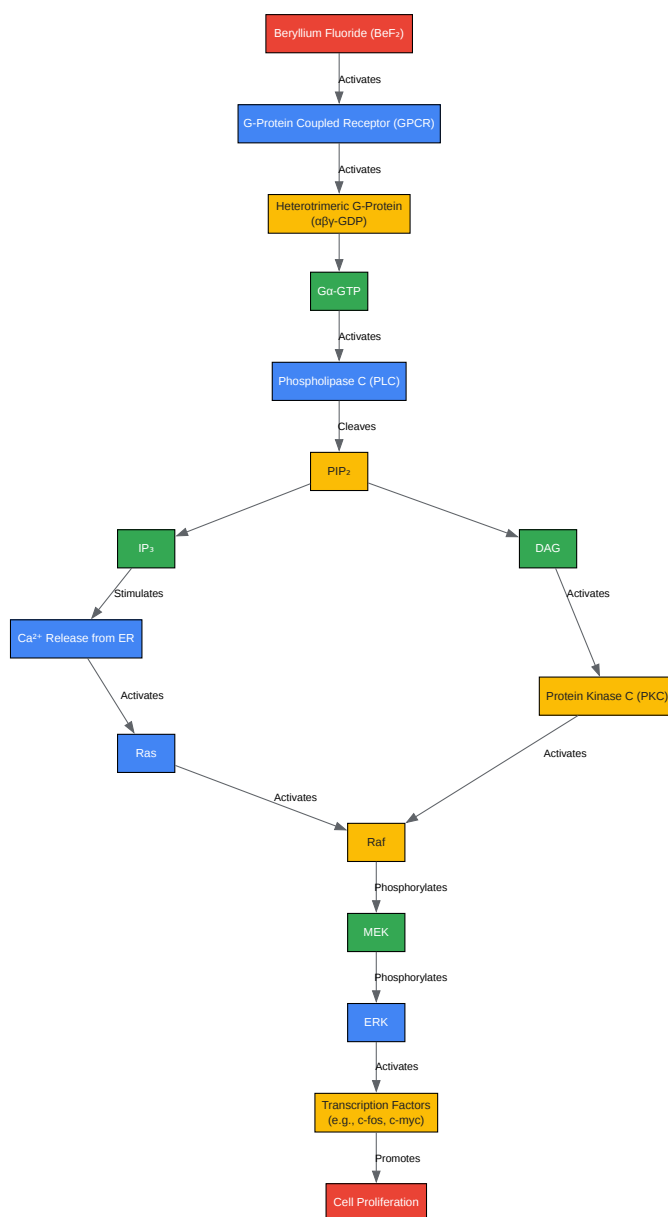 Beryllium Fluoride (BeF₂)
Activates
G-Protein Coupled Receptor (GPCR)
Activates
Heterotrimeric G-Protein
(αβγ-GDP)
Gα-GTP
Activates
Phospholipase C (PLC)
Cleaves
PIP₂
IP₃
DAG
Stimulates
Activates
Ca²⁺ Release from ER
Protein Kinase C (PKC)
Activates
Ras
Activates
Activates
Raf
Phosphorylates
MEK
Phosphorylates
ERK
Activates
Transcription Factors
(e.g., c-fos, c-myc)
Promotes
Cell Proliferation